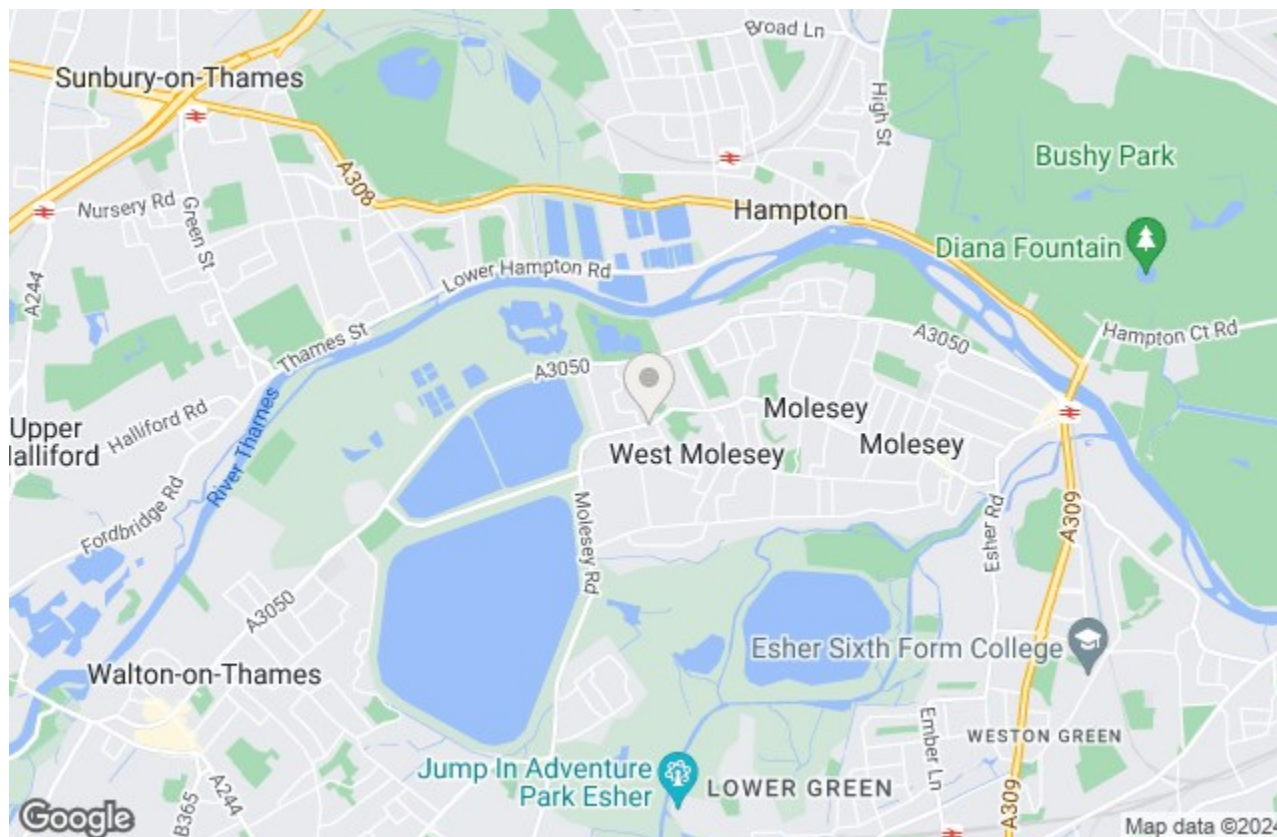 Broad Ln
Sunbury-on-Thames
High St
A308
Bushy Park
Nursery Rd
Green St
Hampton
Diana Fountain
A244
Lower Hampton Rd
Thames St
A3050
Hampton Ct Rd
A3050
River Thames
Halliford Rd
Upper
Halliford
Molesey
Molesey
West Molesey
Fordbridge Rd
Molesey Rd
Esher Rd
A309
A3050
Esher Sixth Form College
Walton-on-Thames
Ember Ln
WESTON GREEN
Jump In Adventure
Park Esher
LOWER GREEN
A244
B365
A309
Google
Map data ©2024